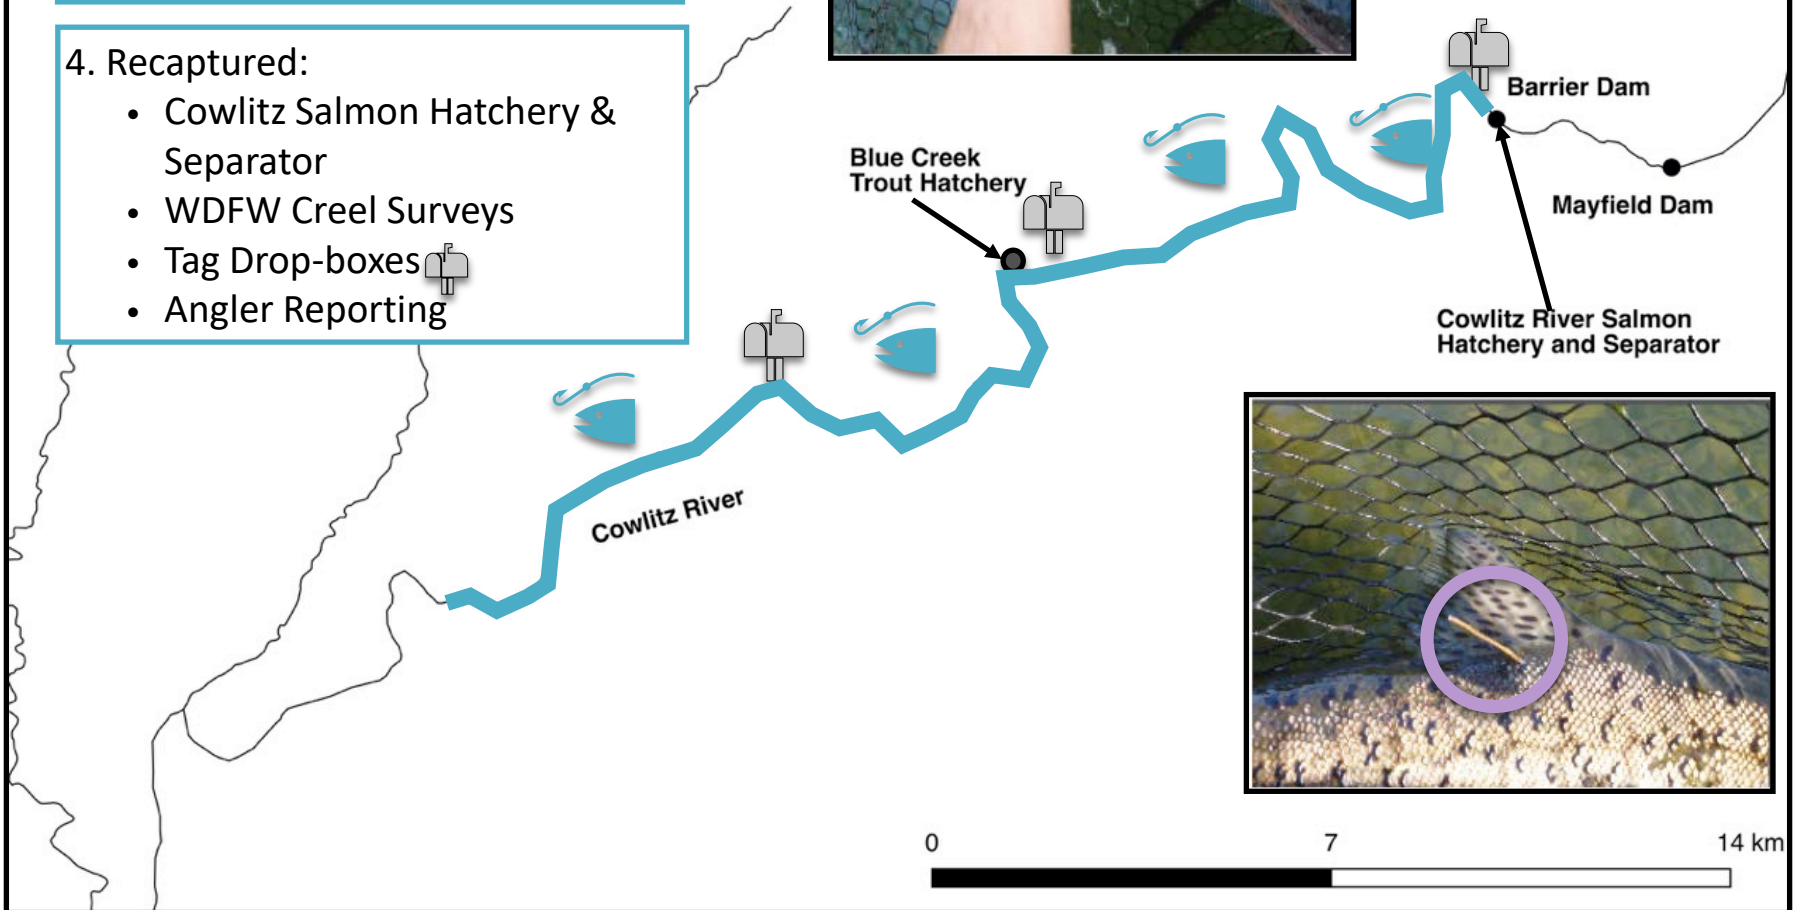 4. Recaptured:
• Cowlitz Salmon Hatchery &
Separator
• WDFW Creel Surveys
• Tag Drop-boxes
• Angler Reporting
Barrier Dam
Blue Creek
Trout Hatchery
Mayfield Dam
Cowlitz River Salmon
Hatchery and Separator
Cowlitz River
0 7 14 km